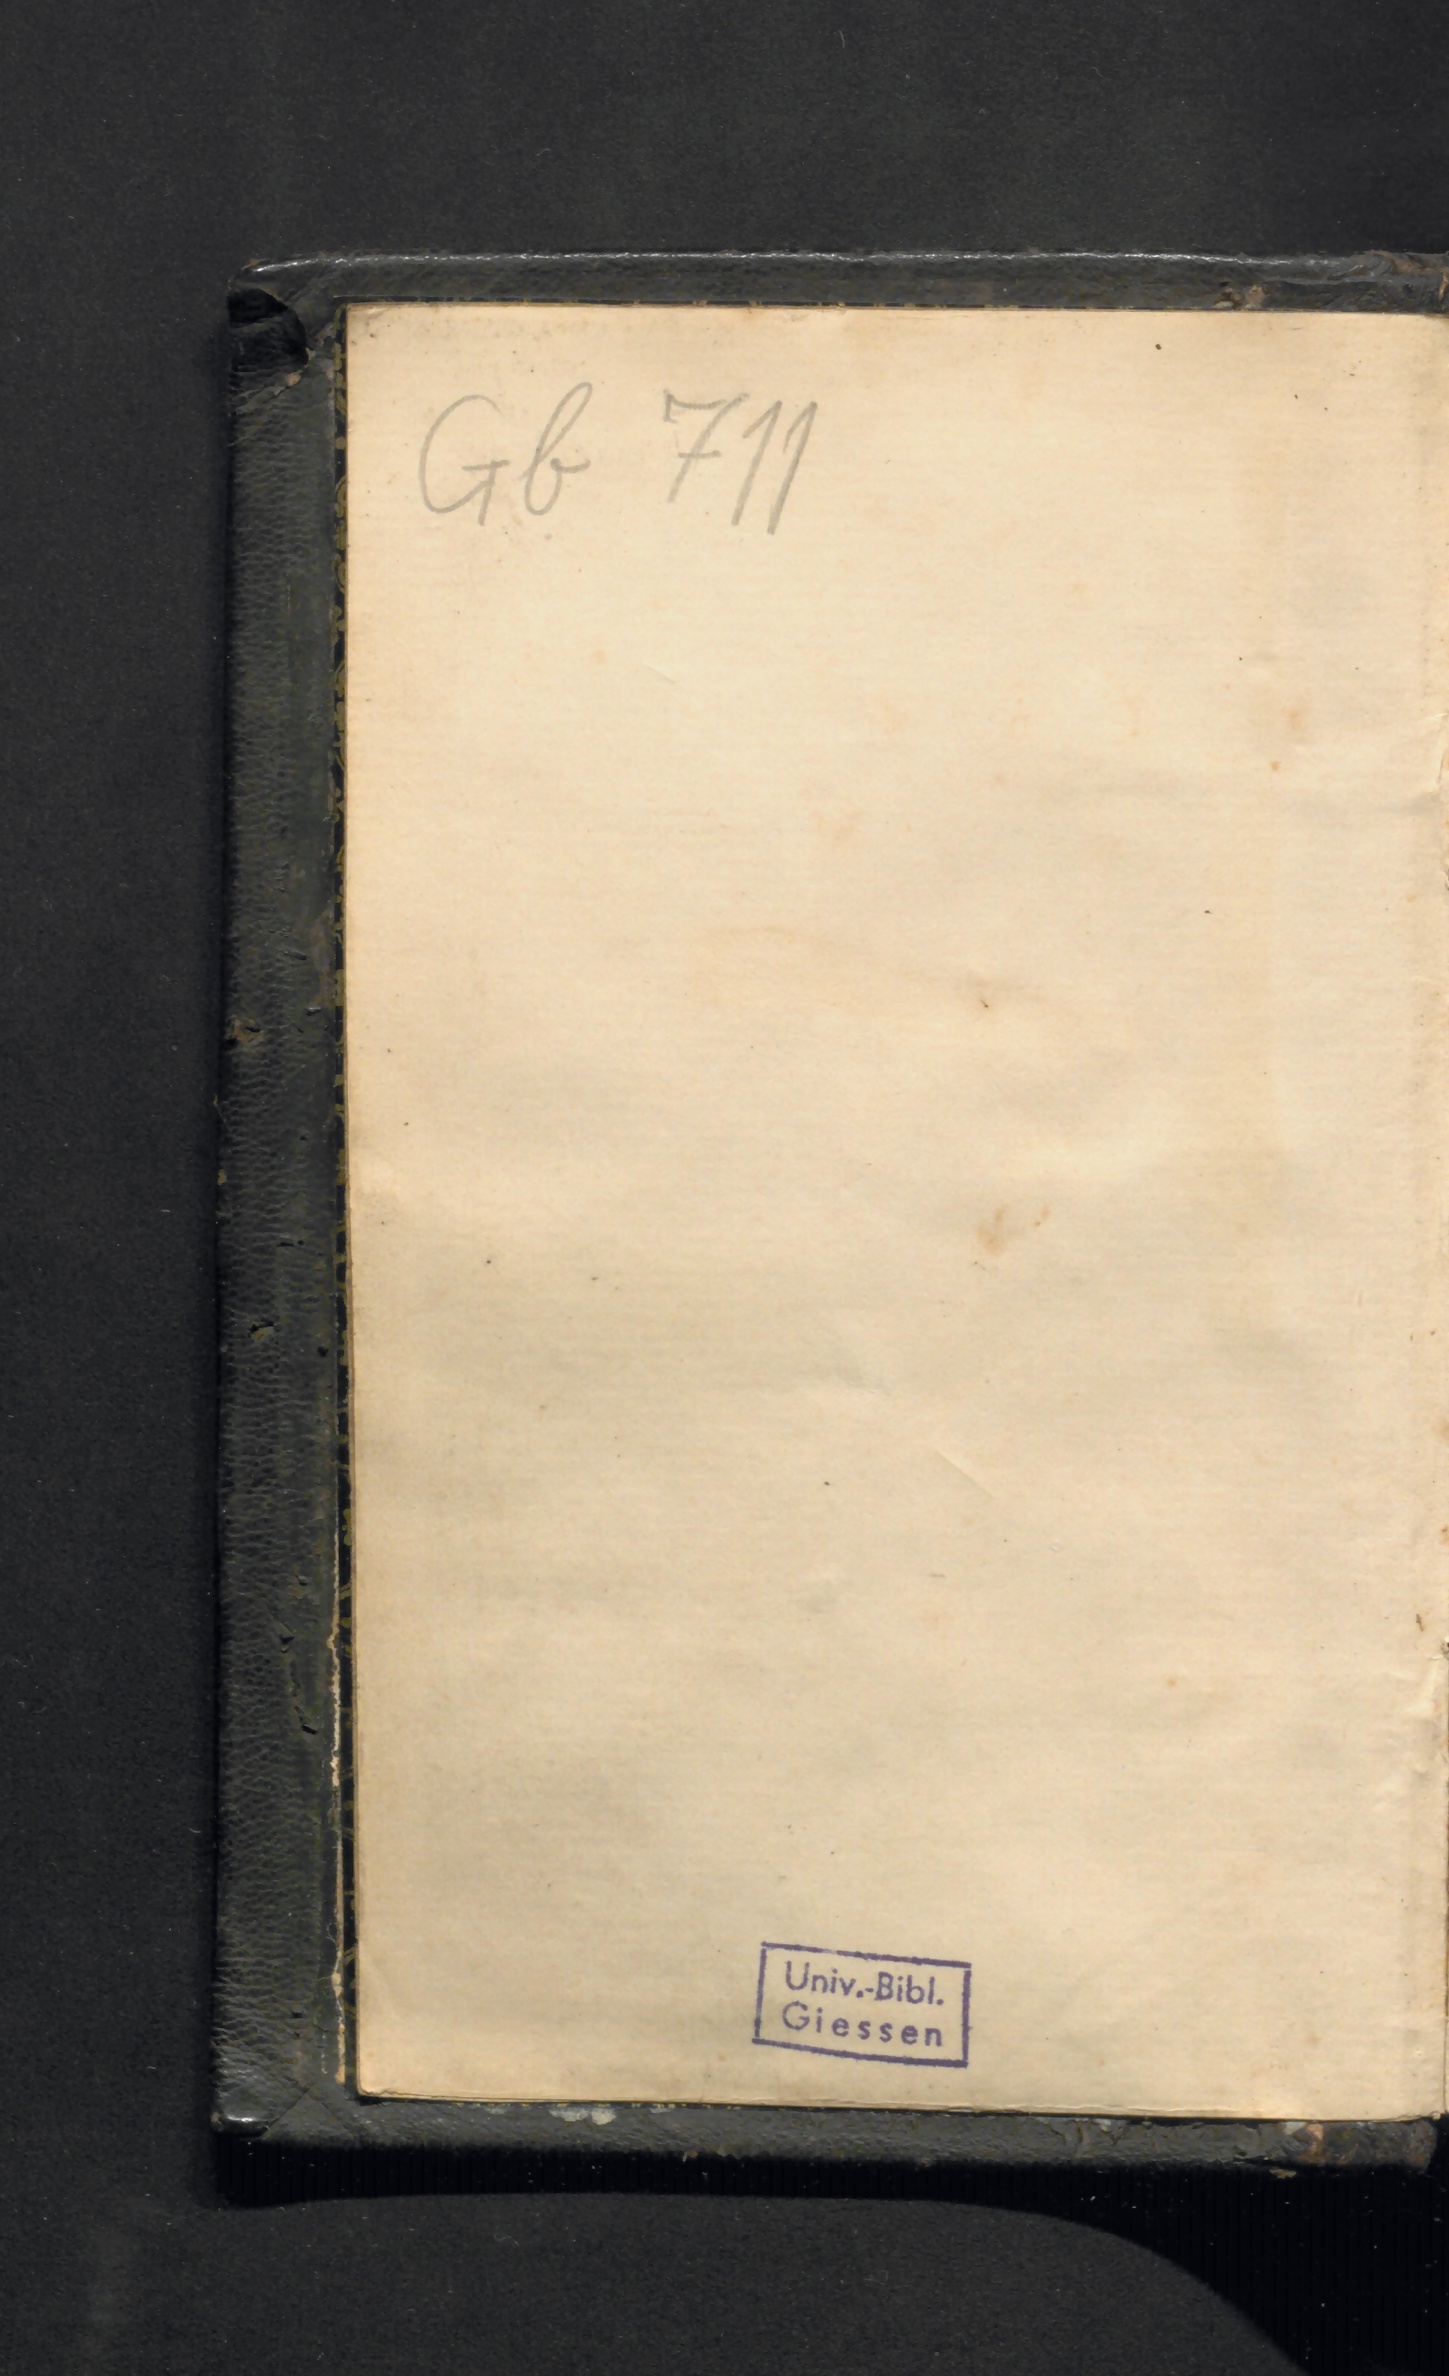 Gb 711
Univ.-Bibl.
Giessen